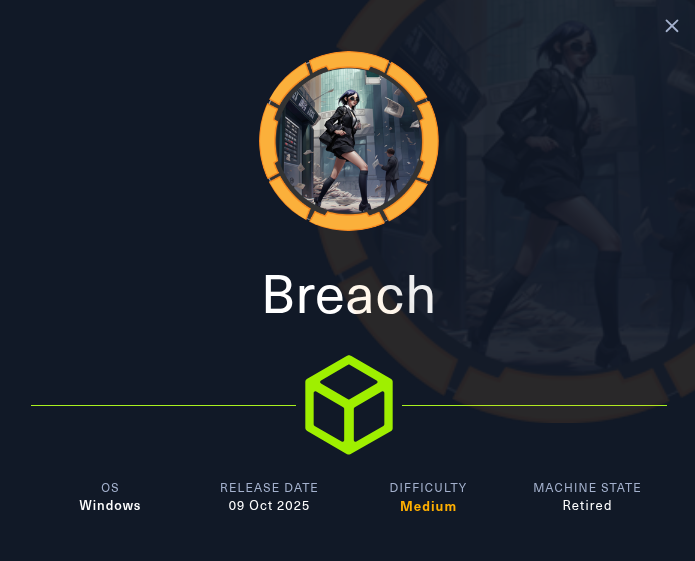 Breach
OS
Windows
RELEASE DATE
09 Oct 2025
DIFFICULTY
Medium
MACHINE STATE
Retired